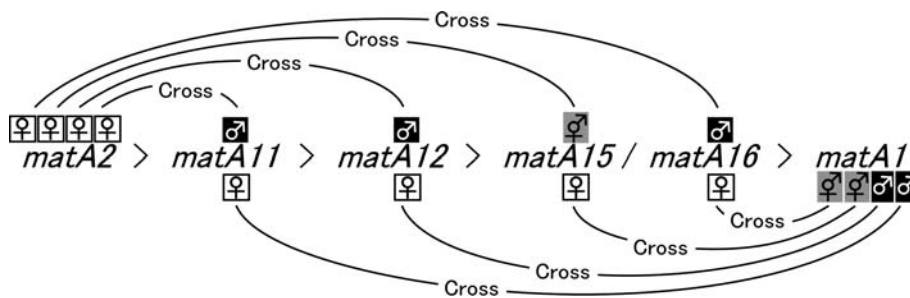 Cross
Cross
Cross
Cross
♀♀♀♀ ♂ ♂ ⚥ ♂
matA2 > matA11 > matA12 > matA15 / matA16 > matA1
♀ ♀ ♀ ♀ ⚥⚥♂♂
Cross
Cross
Cross
Cross